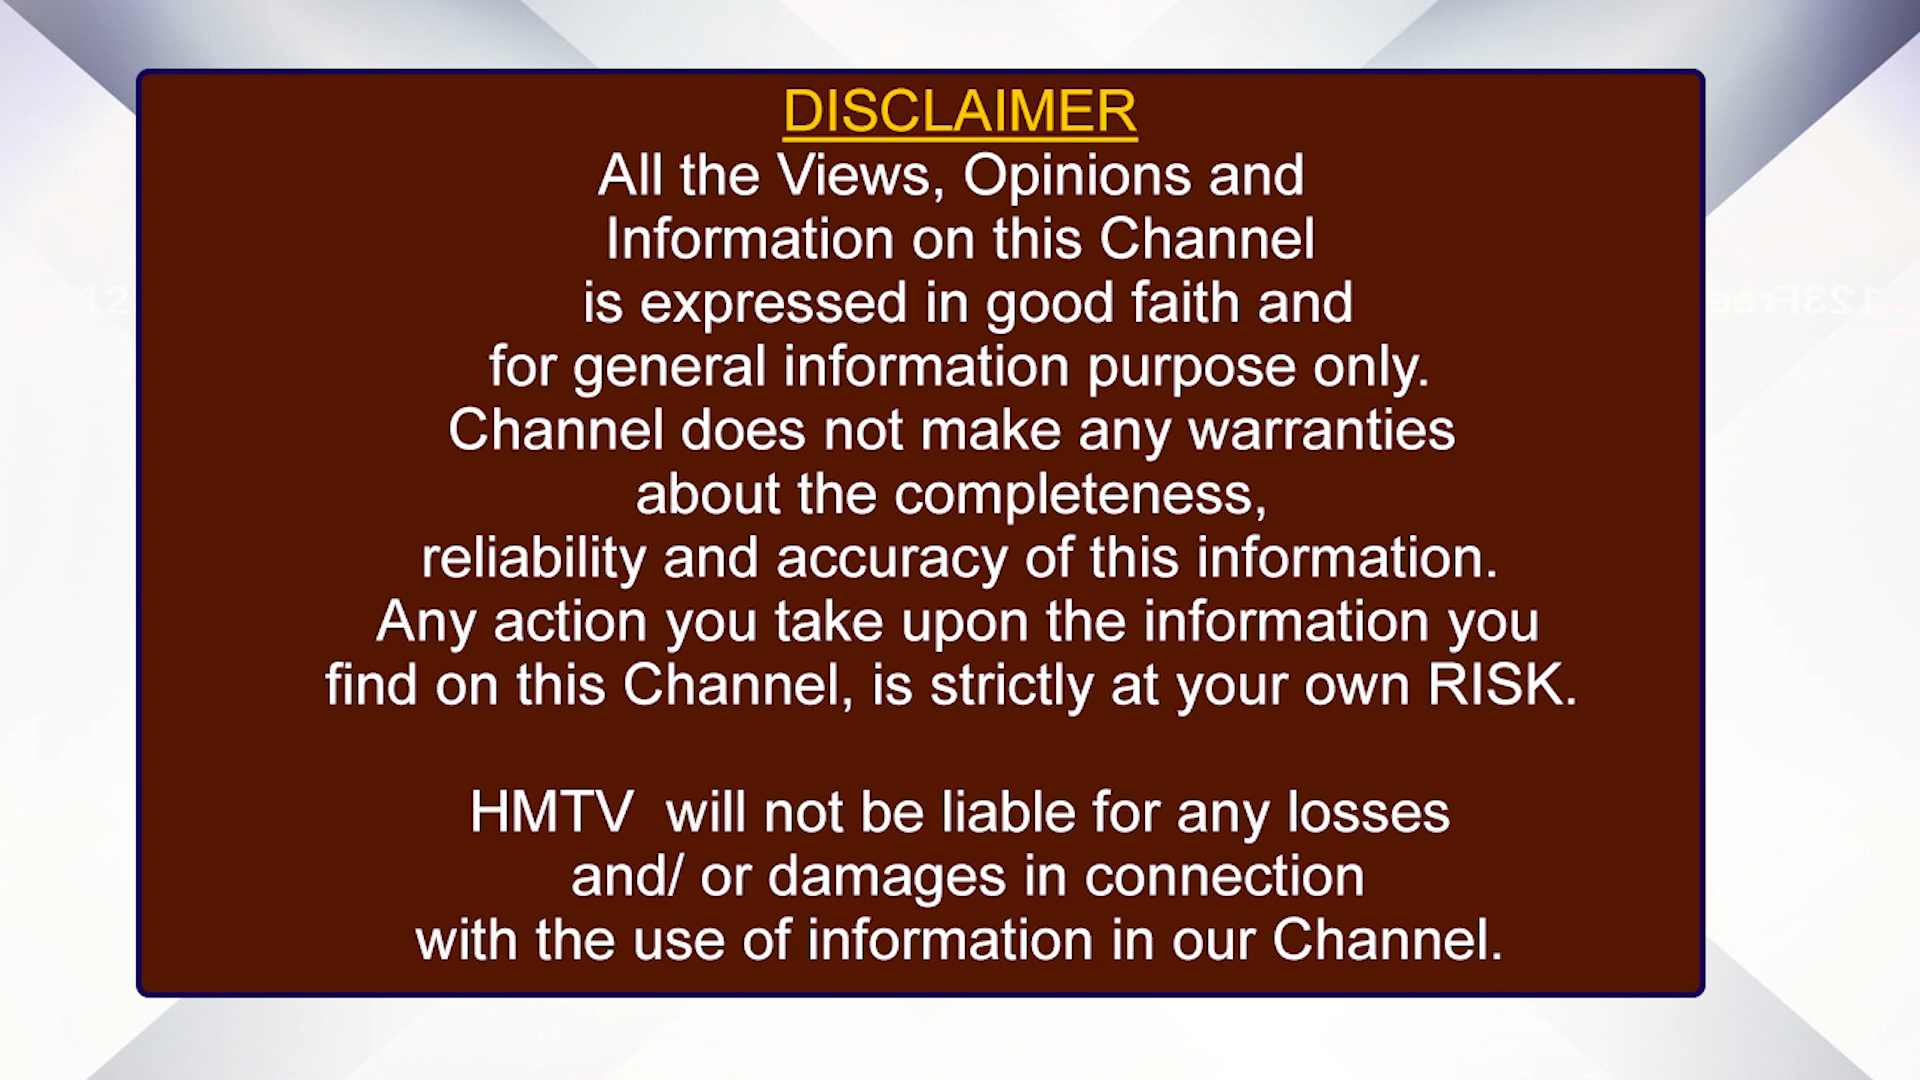 DISCLAIMER
All the Views, Opinions and
Information on this Channel
is expressed in good faith and
for general information purpose only.
Channel does not make any warranties
about the completeness,
reliability and accuracy of this information.
Any action you take upon the information you
find on this Channel, is strictly at your own RISK.
HMTV will not be liable for any losses
and/ or damages in connection
with the use of information in our Channel.